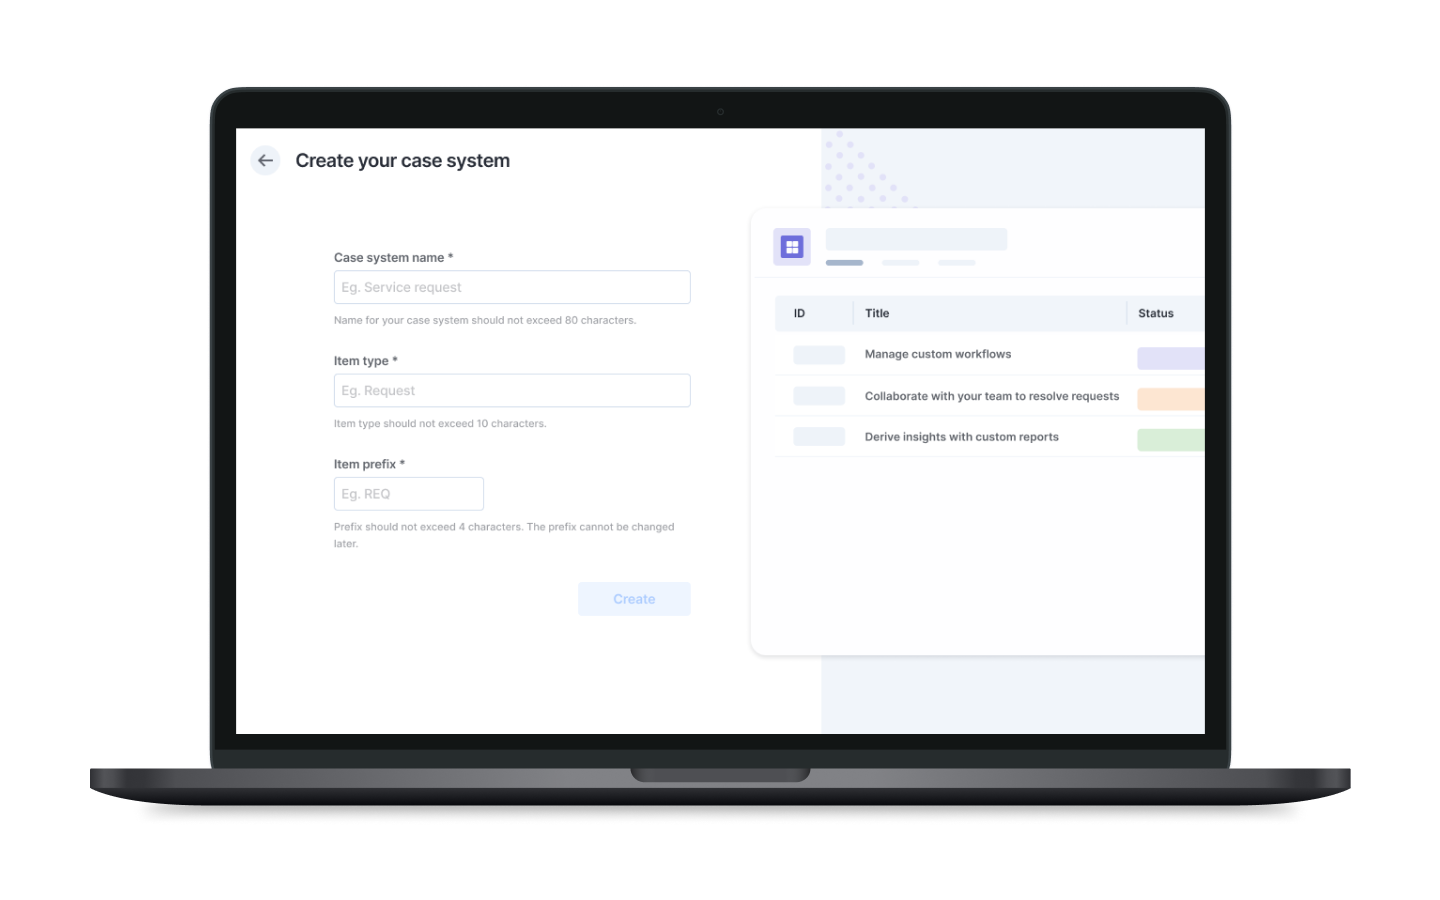 Create your case system
Case system name *
Eg. Service request
Name for your case system should not exceed 80 characters.
Item type *
Eg. Request
Item type should not exceed 10 characters.
Item prefix *
Eg. REQ
Prefix should not exceed 4 characters. The prefix cannot be changed
later.
Create
ID Title Status
Manage custom workflows
Collaborate with your team to resolve requests
Derive insights with custom reports